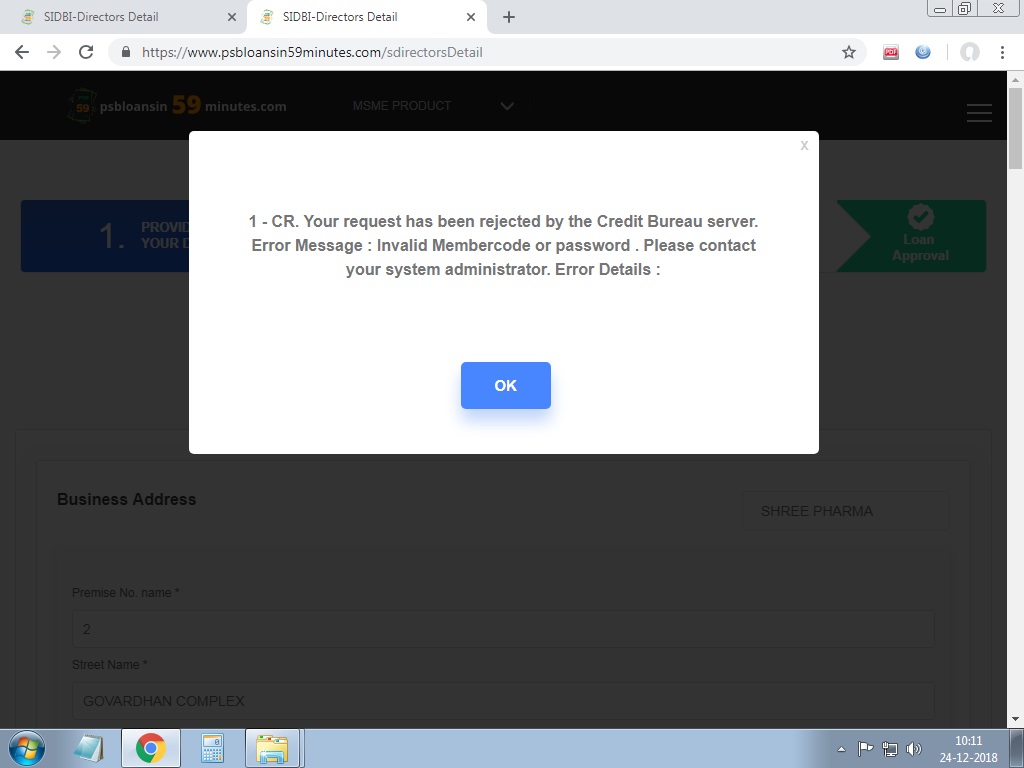 SIDBI-Directors Detail
SIDBI-Directors Detail
https://www.psbloansin59minutes.com/sdirectorsDetail
PDF
59
psbloansin 59 minutes.com
MSME PRODUCT
x
1 - CR. Your request has been rejected by the Credit Bureau server.
Error Message : Invalid Membercode or password . Please contact
your system administrator. Error Details :
OK
1.
PROVID
YOUR D
Loan
Approval
Business Address
SHREE PHARMA
Premise No. name *
2
Street Name *
GOVARDHAN COMPLEX
10:11
24-12-2018